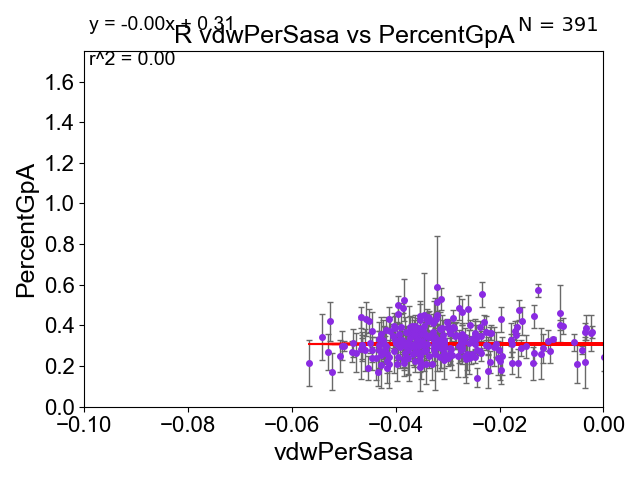 y = -0.00x + 0.31
R vdwPerSasa vs PercentGpA
N = 391
r^2 = 0.00
PercentGpA
1.6
1.4
1.2
1.0
0.8
0.6
0.4
0.2
0.0
−0.10 −0.08 −0.06 −0.04 −0.02 0.00
vdwPerSasa